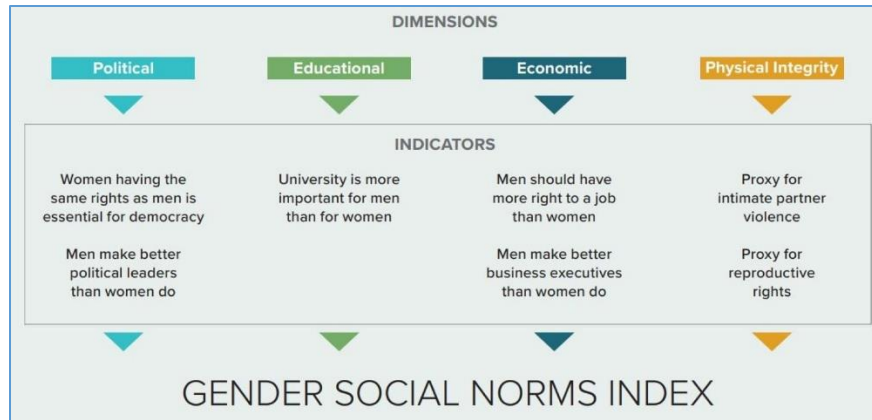 DIMENSIONS
Political
Educational
Economic
Physical Integrity
INDICATORS
Women having the
same rights as men is
essential for democracy
Men make better
political leaders
than women do
University is more
important for men
than for women
Men should have
more right to a job
than women
Men make better
business executives
than women do
Proxy for
intimate partner
violence
Proxy for
reproductive
rights
GENDER SOCIAL NORMS INDEX